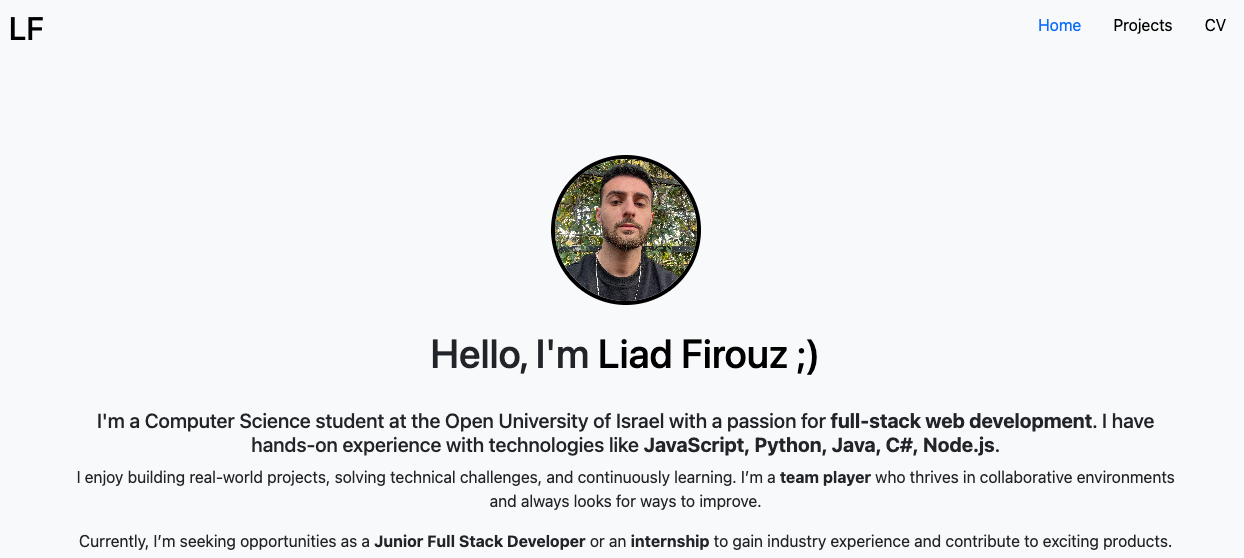 LF
Home Projects CV
Hello, I'm Liad Firouz ;)
I'm a Computer Science student at the Open University of Israel with a passion for full-stack web development. I have
hands-on experience with technologies like JavaScript, Python, Java, C#, Node.js.
I enjoy building real-world projects, solving technical challenges, and continuously learning. I’m a team player who thrives in collaborative environments
and always looks for ways to improve.
Currently, I’m seeking opportunities as a Junior Full Stack Developer or an internship to gain industry experience and contribute to exciting products.